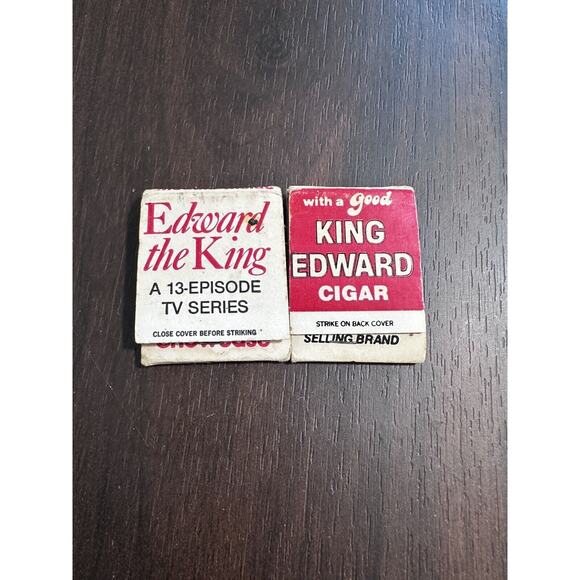 Edward
the King
A 13-EPISODE
TV SERIES
CLOSE COVER BEFORE STRIKING
Showcase
with a good
KING
EDWARD
CIGAR
STRIKE ON BACK COVER
SELLING BRAND